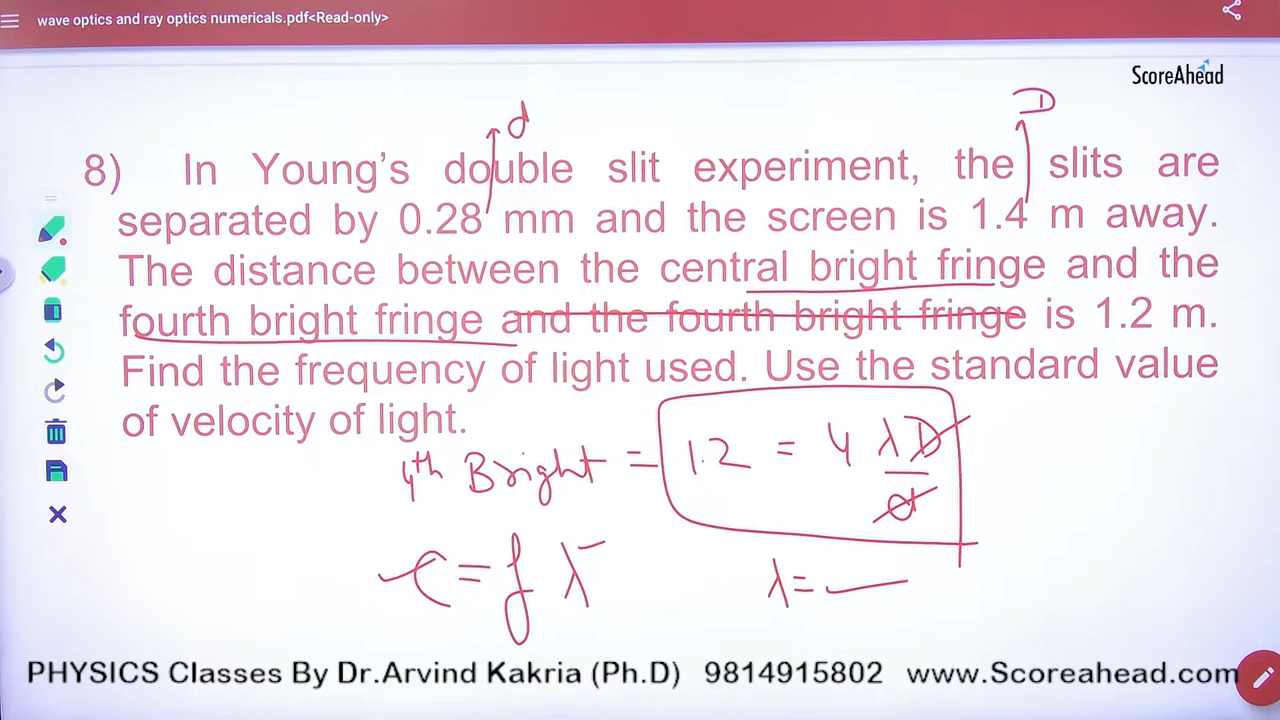 wave optics and ray optics numericals.pdf<Read-only>
ScoreAhead
d
D
8) In Young's double slit experiment, the slits are
separated by 0.28 mm and the screen is 1.4 m away.
The distance between the central bright fringe and the
fourth bright fringe and the fourth bright fringe is 1.2 m.
Find the frequency of light used. Use the standard value
of velocity of light.
4th Bright = 1.2 = 4 λD/d
c = f λ
λ = —
PHYSICS Classes By Dr.Arvind Kakria (Ph.D) 9814915802 www.Scoreahead.com